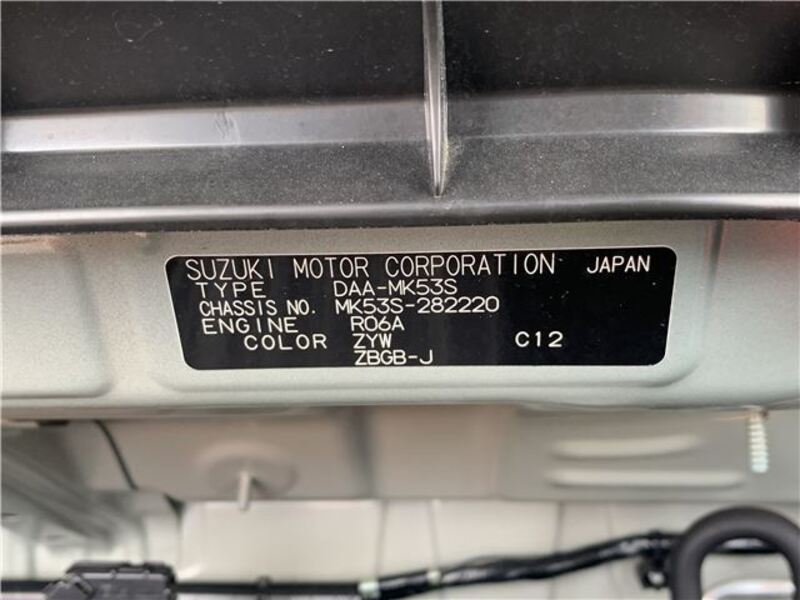 SUZUKI MOTOR CORPORATION JAPAN
TYPE DAA-MK53S
CHASSIS NO. MK53S-282220
ENGINE R06A
COLOR ZYW C12
ZBGB-J